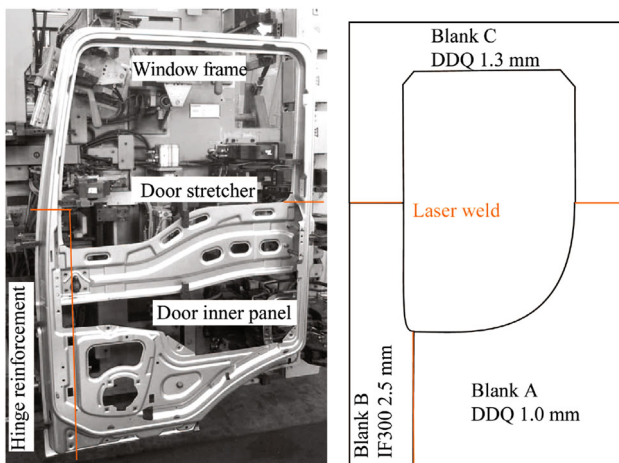 Window frame
Door stretcher
Door inner panel
Hinge reinforcement
Blank C
DDQ 1.3 mm
Laser weld
Blank B
IF300 2.5 mm
Blank A
DDQ 1.0 mm